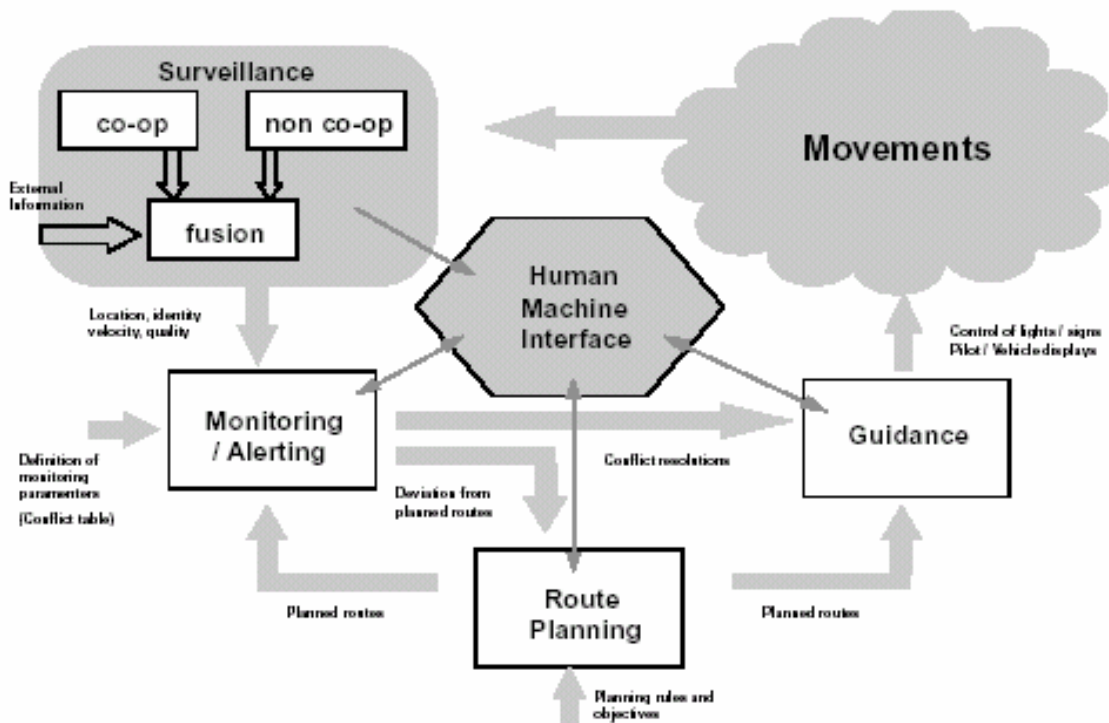 Surveillance
co-op
non co-op
Movements
External
Information
fusion
Human
Machine
Interface
Location, identity
velocity, quality
Control of lights / signs
Pilot / Vehicle displays
Monitoring
/ Alerting
Guidance
Definition of
monitoring
paramenters
(Conflict table)
Conflict resolutions
Deviation from
planned routes
Route
Planning
Planned routes
Planned routes
Planning rules and
objectives